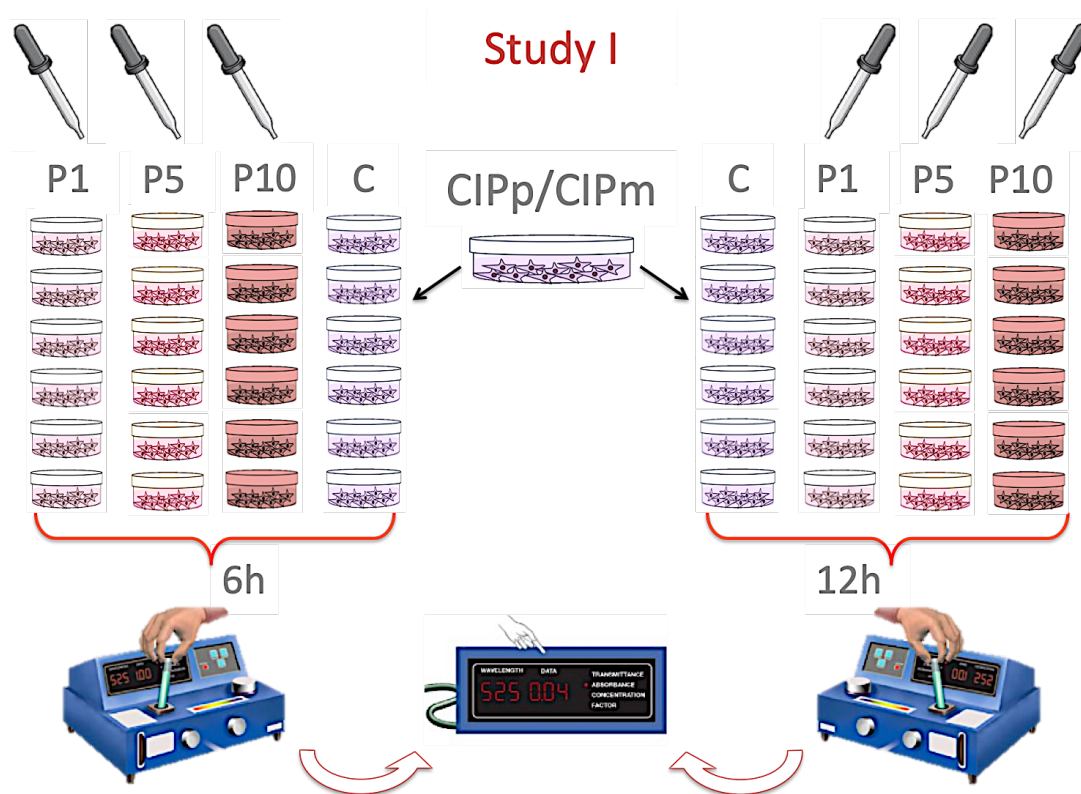 Study I
P1 P5 P10 C
CIPp/CIPm
C P1 P5 P10
6h
12h
525 100
WAVELENGTH DATA
525 0.04
TRANSMITTANCE
ABSORBANCE
CONCENTRATION
FACTOR
001 252